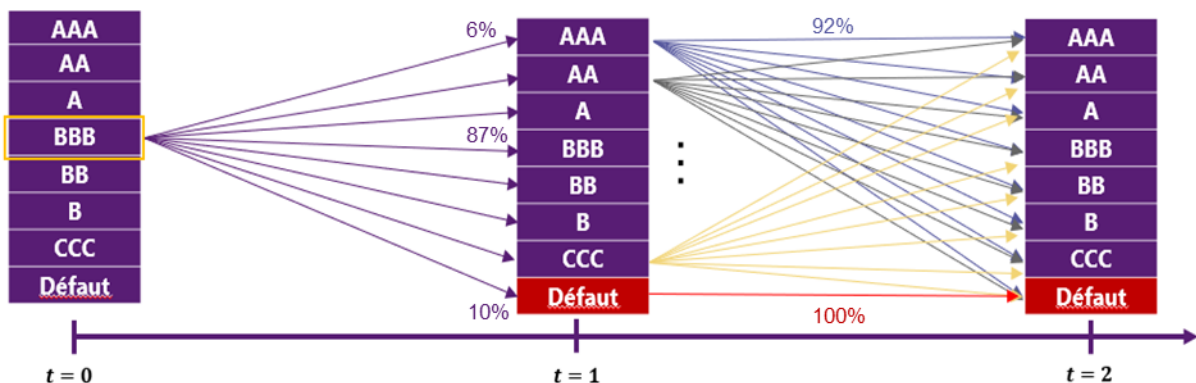 AAA
AA
A
BBB
BB
B
CCC
Défaut
6%
87%
10%
AAA
AA
A
BBB
BB
B
CCC
Défaut
92%
100%
AAA
AA
A
BBB
BB
B
CCC
Défaut
t = 0
t = 1
t = 2